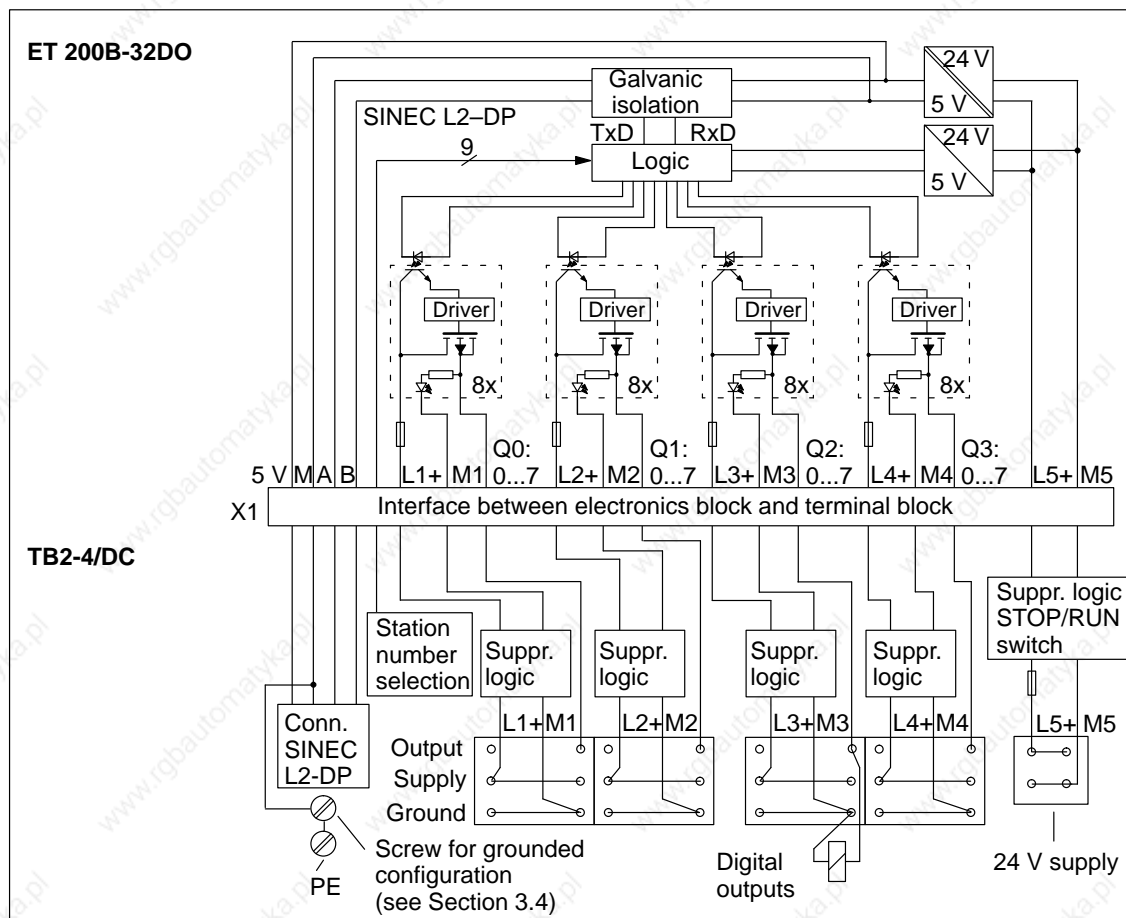 ET 200B-32DO
24 V
5 V
Galvanic
isolation
SINEC L2–DP
TxD RxD
9
Logic
24 V
5 V
Driver Driver Driver Driver
8x 8x 8x 8x
Q0: Q1: Q2: Q3:
5 V M A B L1+ M1 0...7 L2+ M2 0...7 L3+ M3 0...7 L4+ M4 0...7 L5+ M5
X1 Interface between electronics block and terminal block
TB2-4/DC
Suppr. logic
STOP/RUN
switch
Station
number
selection
Suppr.
logic
Suppr.
logic
Suppr.
logic
Suppr.
logic
Conn.
SINEC
L2-DP
L1+ M1 L2+ M2 L3+ M3 L4+ M4 L5+ M5
Output
Supply
Ground
Screw for grounded
configuration
(see Section 3.4)
PE
Digital
outputs
24 V supply
www.rgbautomatyka.pl